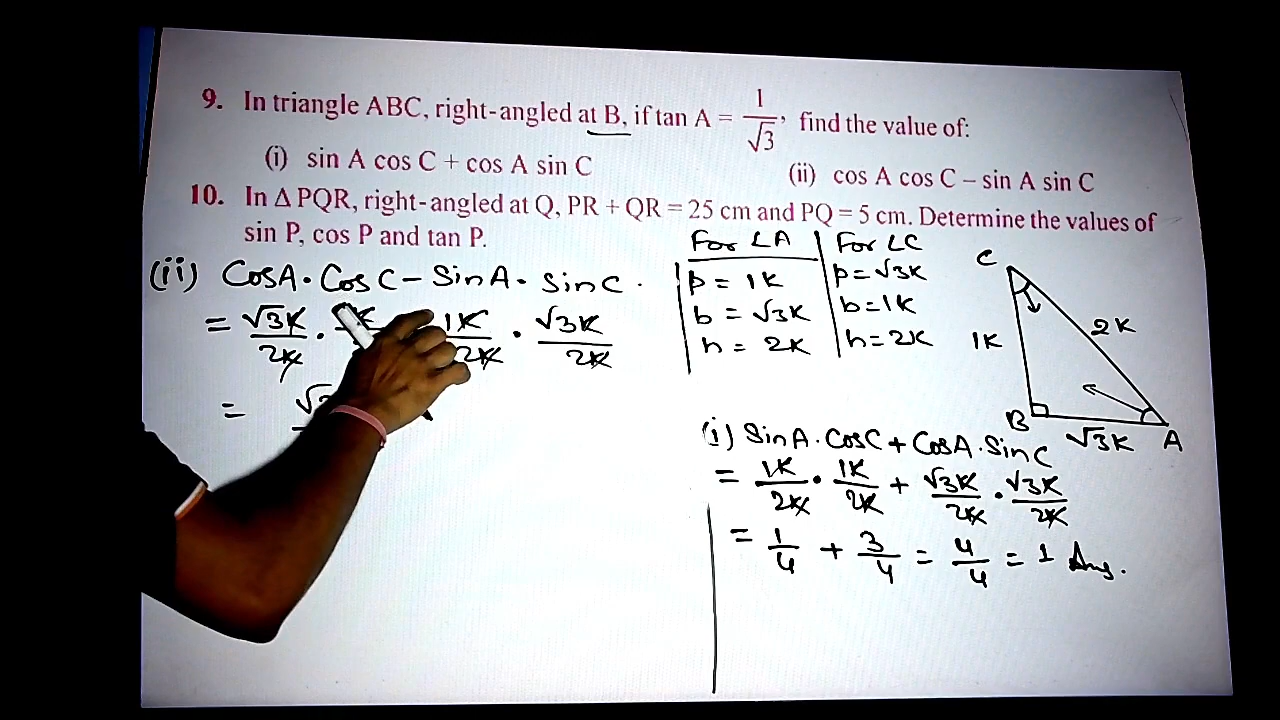 9. In triangle ABC, right-angled at B, if tan A = 1/√3, find the value of:
(i) sin A cos C + cos A sin C (ii) cos A cos C – sin A sin C
10. In Δ PQR, right-angled at Q, PR + QR = 25 cm and PQ = 5 cm. Determine the values of
sin P, cos P and tan P.
(ii) CosA·CosC – SinA·SinC.
= √3K/2K · – 1K/2K · √3K/2K
=
For ∠A
p = 1K
b = √3K
h = 2K
For ∠C
p=√3K
b=1K
h=2K
C
2K
1K
B
√3K
A
(i) SinA·CosC+CosA·SinC
= 1K/2K · 1K/2K + √3K/2K · √3K/2K
= 1/4 + 3/4 = 4/4 = 1 Ans.